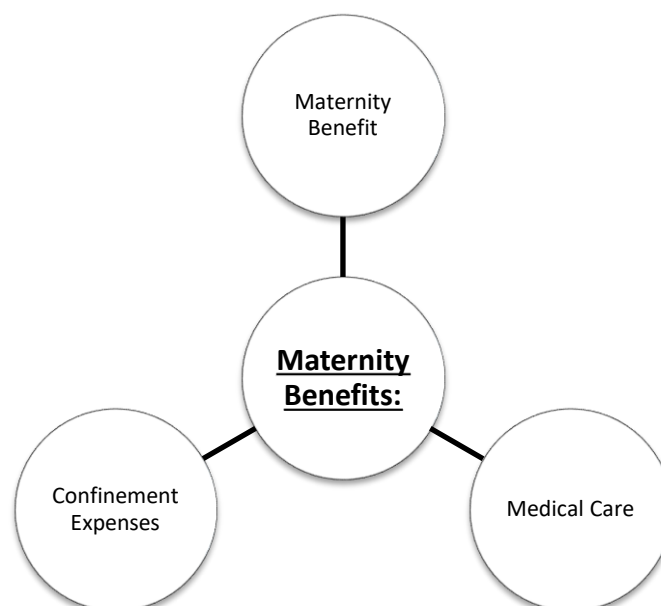 Maternity
Benefit
Maternity
Benefits:
Confinement
Expenses
Medical Care